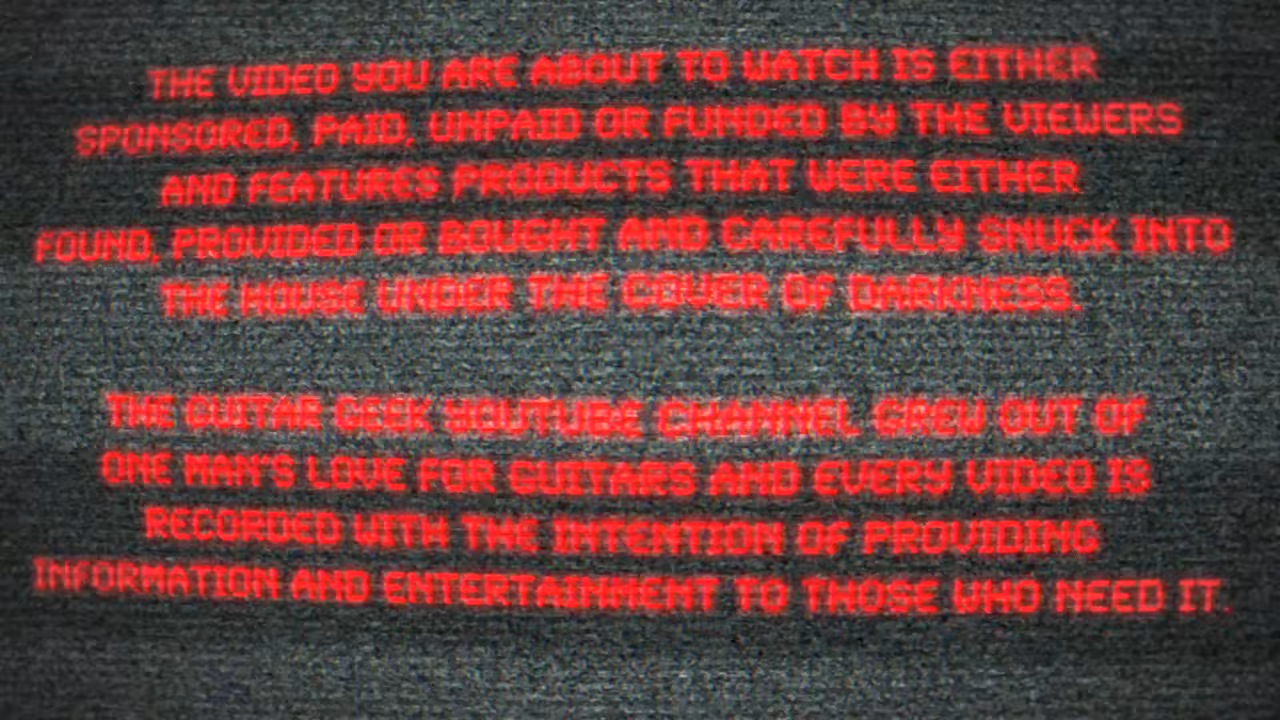 THE VIDEO YOU ARE ABOUT TO WATCH IS EITHER
SPONSORED, PAID, UNPAID OR FUNDED BY THE VIEWERS
AND FEATURES PRODUCTS THAT WERE EITHER
FOUND, PROVIDED OR BOUGHT AND CAREFULLY SNUCK INTO
THE HOUSE UNDER THE COVER OF DARKNESS.
THE GUITAR GEEK YOUTUBE CHANNEL GREW OUT OF
ONE MAN'S LOVE FOR GUITARS AND EVERY VIDEO IS
RECORDED WITH THE INTENTION OF PROVIDING
INFORMATION AND ENTERTAINMENT TO THOSE WHO NEED IT.